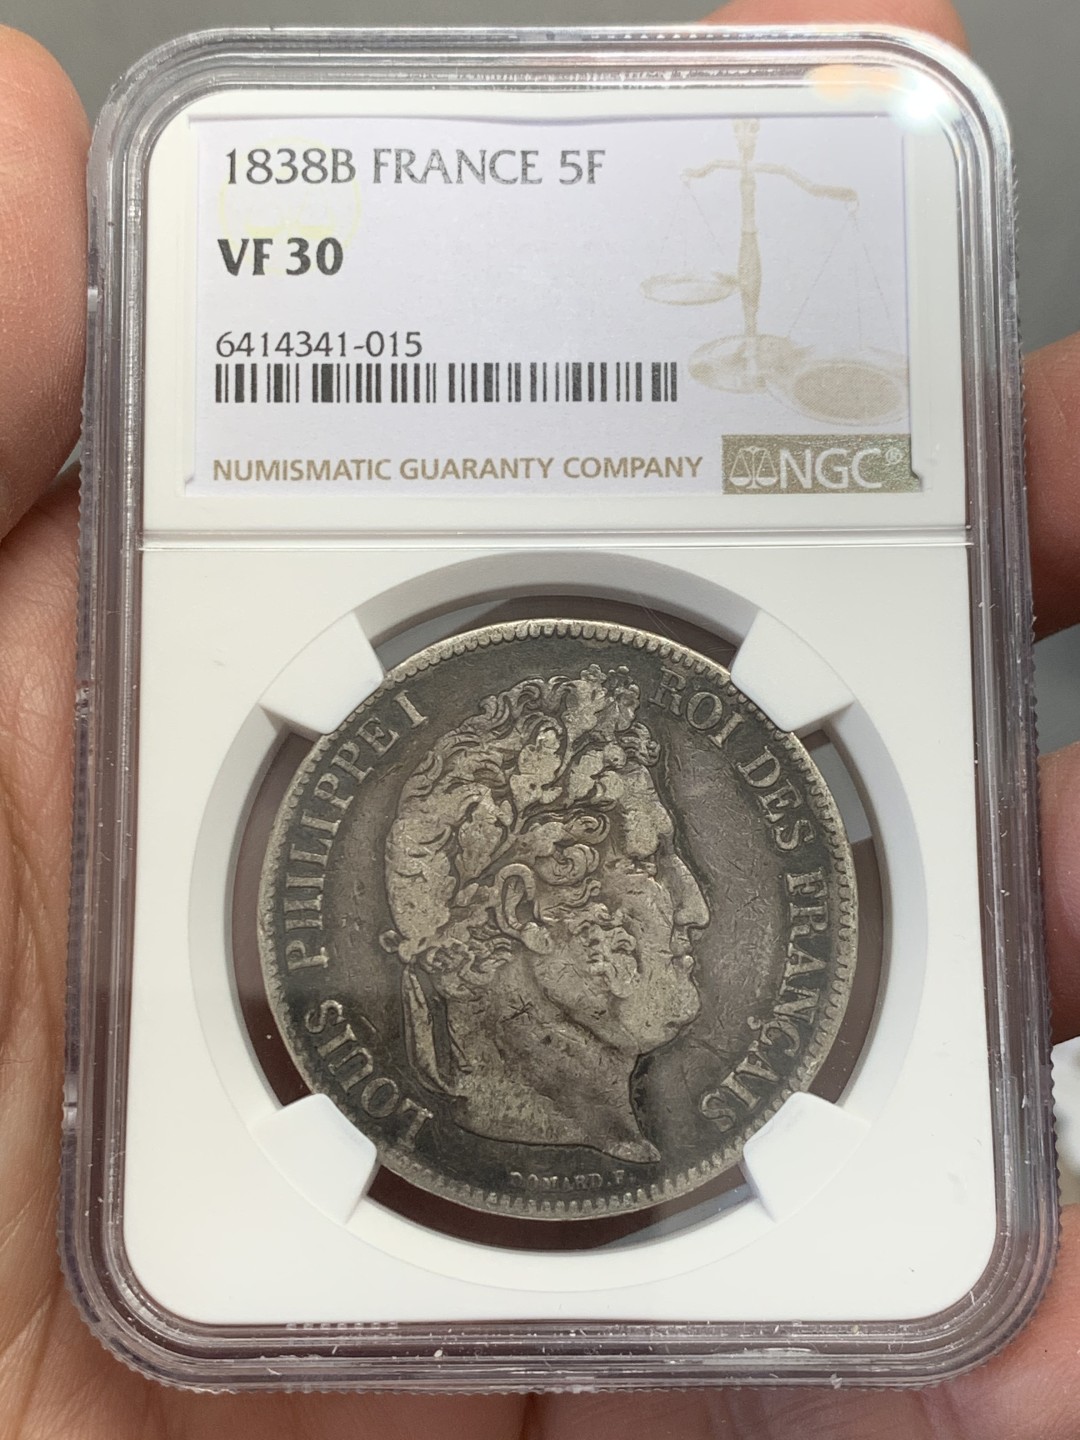 1838B FRANCE 5F
VF 30
6414341-015
NUMISMATIC GUARANTY COMPANY
NGC®
LOUIS PHILIPPE I ROI DES FRANÇAIS
DOMARD. F.